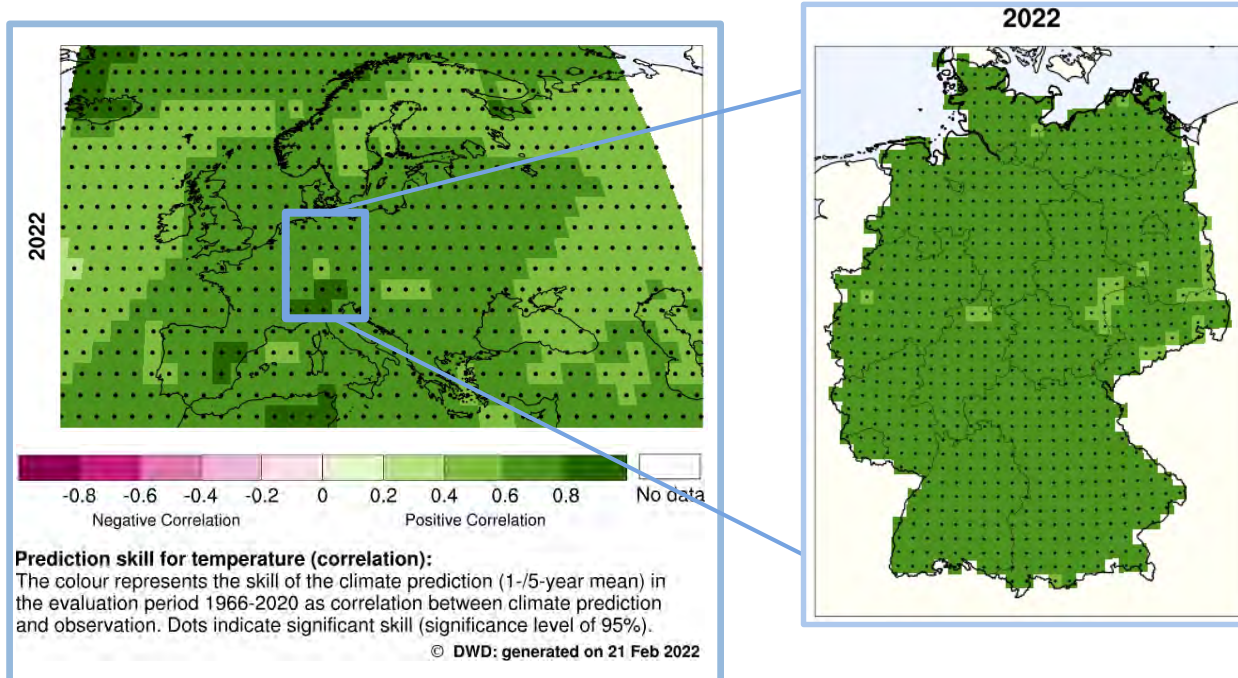 2022
2022
-0.8 -0.6 -0.4 -0.2 0 0.2 0.4 0.6 0.8 No data
Negative Correlation Positive Correlation
Prediction skill for temperature (correlation):
The colour represents the skill of the climate prediction (1-/5-year mean) in
the evaluation period 1966-2020 as correlation between climate prediction
and observation. Dots indicate significant skill (significance level of 95%).
© DWD: generated on 21 Feb 2022